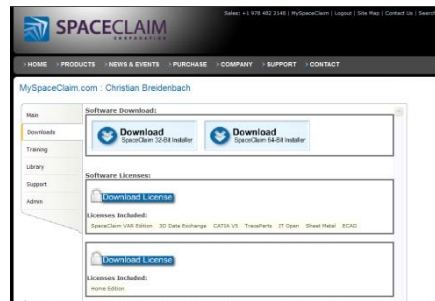 Sales: +1 978 482 2148 | MySpaceClaim | Logout | Site Map | Contact Us | Search
SPACECLAIM
CORPORATION
HOME PRODUCTS NEWS & EVENTS PURCHASE COMPANY SUPPORT CONTACT
MySpaceClaim.com : Christian Breidenbach
Main
Downloads
Training
Library
Support
Admin
Software Download:
Download
SpaceClaim 32-Bit Installer
Download
SpaceClaim 64-Bit Installer
Software Licenses:
Download License
Licenses Included:
SpaceClaim VAR Edition 3D Data Exchange CATIA V5 TraceParts JT Open Sheet Metal ECAD
Download License
Licenses Included:
Home Edition